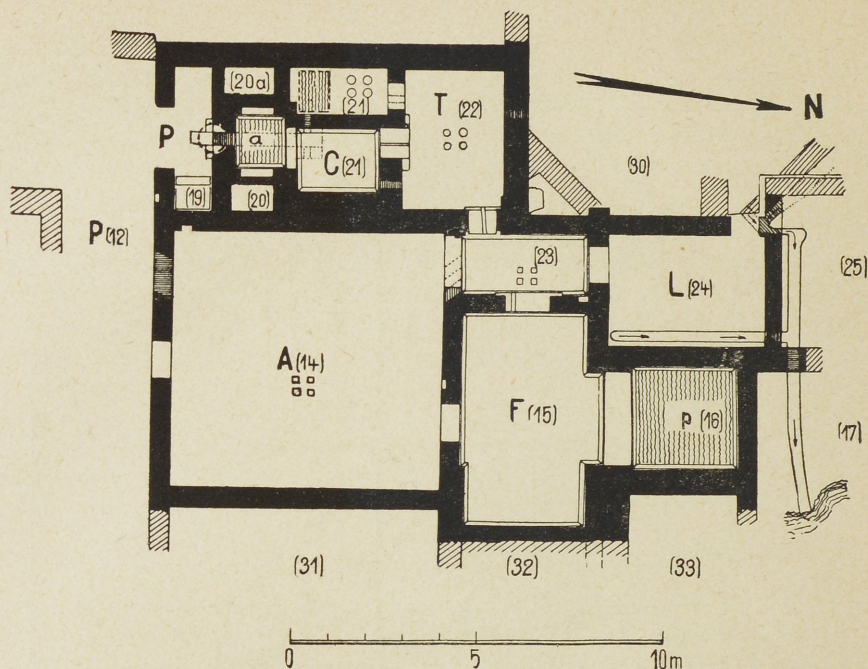 (20a)
(21)
T (22)
N
P
a
C (21)
(30)
(19)
(20)
P (12)
(23)
(25)
L (24)
A (14)
F (15)
p (16)
(17)
(31)
(32)
(33)
0 5 10 m